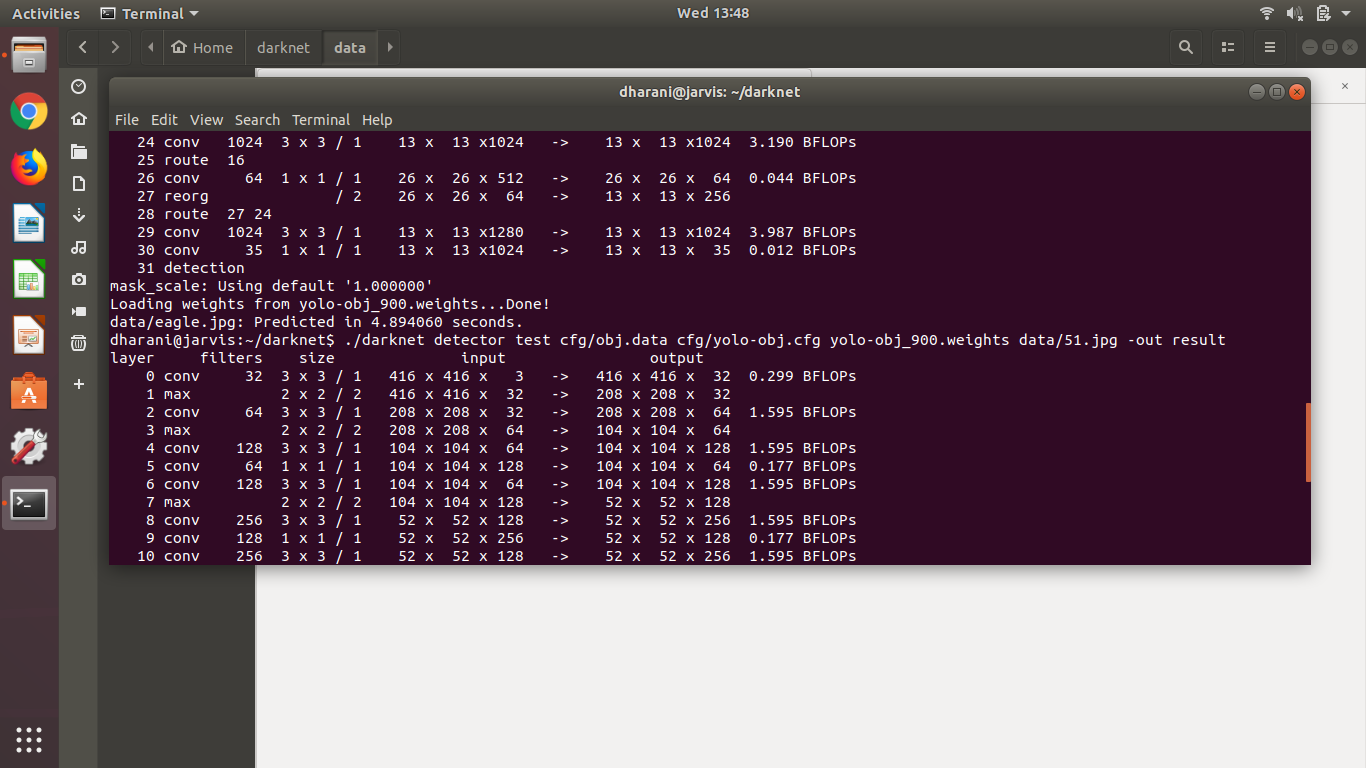 Activities Terminal Wed 13:48
Home darknet data
dharani@jarvis: ~/darknet
File Edit View Search Terminal Help
24 conv 1024 3 x 3 / 1 13 x 13 x1024 -> 13 x 13 x1024 3.190 BFLOPs
25 route 16
26 conv 64 1 x 1 / 1 26 x 26 x 512 -> 26 x 26 x 64 0.044 BFLOPs
27 reorg / 2 26 x 26 x 64 -> 13 x 13 x 256
28 route 27 24
29 conv 1024 3 x 3 / 1 13 x 13 x1280 -> 13 x 13 x1024 3.987 BFLOPs
30 conv 35 1 x 1 / 1 13 x 13 x1024 -> 13 x 13 x 35 0.012 BFLOPs
31 detection
mask_scale: Using default '1.000000'
Loading weights from yolo-obj_900.weights...Done!
data/eagle.jpg: Predicted in 4.894060 seconds.
dharani@jarvis:~/darknet$ ./darknet detector test cfg/obj.data cfg/yolo-obj.cfg yolo-obj_900.weights data/51.jpg -out result
layer filters size input output
0 conv 32 3 x 3 / 1 416 x 416 x 3 -> 416 x 416 x 32 0.299 BFLOPs
1 max 2 x 2 / 2 416 x 416 x 32 -> 208 x 208 x 32
2 conv 64 3 x 3 / 1 208 x 208 x 32 -> 208 x 208 x 64 1.595 BFLOPs
3 max 2 x 2 / 2 208 x 208 x 64 -> 104 x 104 x 64
4 conv 128 3 x 3 / 1 104 x 104 x 64 -> 104 x 104 x 128 1.595 BFLOPs
5 conv 64 1 x 1 / 1 104 x 104 x 128 -> 104 x 104 x 64 0.177 BFLOPs
6 conv 128 3 x 3 / 1 104 x 104 x 64 -> 104 x 104 x 128 1.595 BFLOPs
7 max 2 x 2 / 2 104 x 104 x 128 -> 52 x 52 x 128
8 conv 256 3 x 3 / 1 52 x 52 x 128 -> 52 x 52 x 256 1.595 BFLOPs
9 conv 128 1 x 1 / 1 52 x 52 x 256 -> 52 x 52 x 128 0.177 BFLOPs
10 conv 256 3 x 3 / 1 52 x 52 x 128 -> 52 x 52 x 256 1.595 BFLOPs